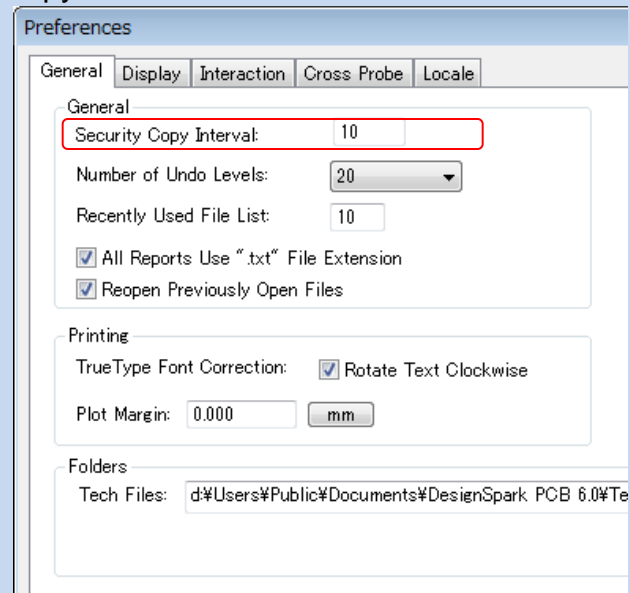 Preferences
General Display Interaction Cross Probe Locale
General
Security Copy Interval: 10
Number of Undo Levels: 20
Recently Used File List: 10
All Reports Use ".txt" File Extension
Reopen Previously Open Files
Printing
TrueType Font Correction: Rotate Text Clockwise
Plot Margin: 0.000 mm
Folders
Tech Files: d:¥Users¥Public¥Documents¥DesignSpark PCB 6.0¥Te